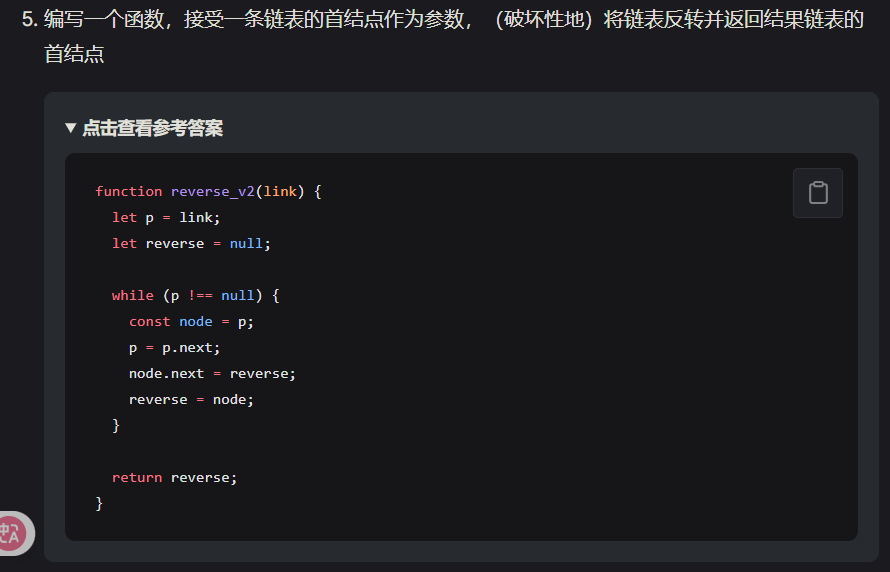 5. 编写一个函数，接受一条链表的首结点作为参数，（破坏性地）将链表反转并返回结果链表的
首结点
▼ 点击查看参考答案
function reverse_v2(link) {
  let p = link;
  let reverse = null;

  while (p !== null) {
    const node = p;
    p = p.next;
    node.next = reverse;
    reverse = node;
  }

  return reverse;
}
中A